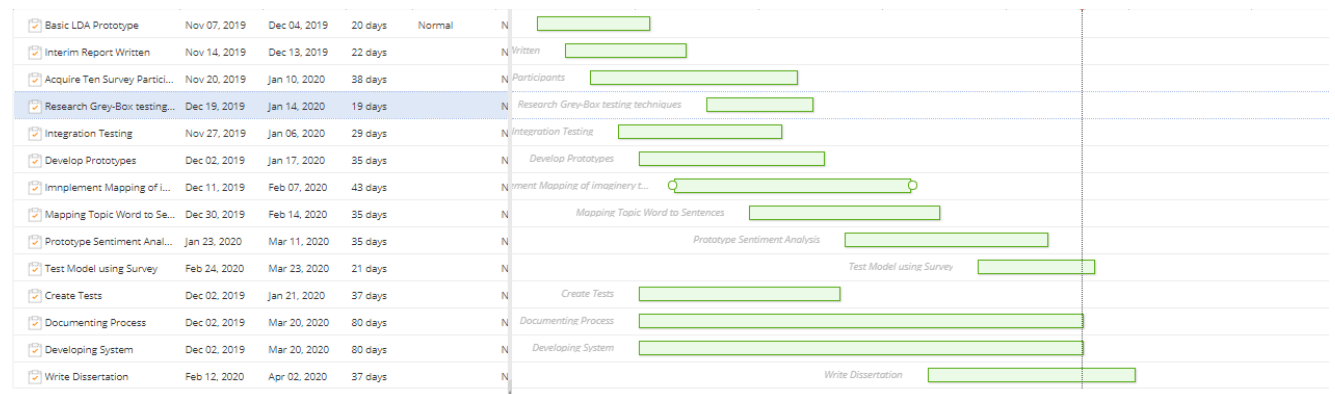 Basic LDA Prototype Nov 07, 2019 Dec 04, 2019 20 days Normal N
Interim Report Written Nov 14, 2019 Dec 13, 2019 22 days N Written
Acquire Ten Survey Partici... Nov 20, 2019 Jan 10, 2020 38 days N Participants
Research Grey-Box testing... Dec 19, 2019 Jan 14, 2020 19 days N Research Grey-Box testing techniques
Integration Testing Nov 27, 2019 Jan 06, 2020 29 days N Integration Testing
Develop Prototypes Dec 02, 2019 Jan 17, 2020 35 days N Develop Prototypes
Imnplement Mapping of i... Dec 11, 2019 Feb 07, 2020 43 days N ment Mapping of imaginery t...
Mapping Topic Word to Se... Dec 30, 2019 Feb 14, 2020 35 days N Mapping Topic Word to Sentences
Prototype Sentiment Anal... Jan 23, 2020 Mar 11, 2020 35 days N Prototype Sentiment Analysis
Test Model using Survey Feb 24, 2020 Mar 23, 2020 21 days N Test Model using Survey
Create Tests Dec 02, 2019 Jan 21, 2020 37 days N Create Tests
Documenting Process Dec 02, 2019 Mar 20, 2020 80 days N Documenting Process
Developing System Dec 02, 2019 Mar 20, 2020 80 days N Developing System
Write Dissertation Feb 12, 2020 Apr 02, 2020 37 days N Write Dissertation